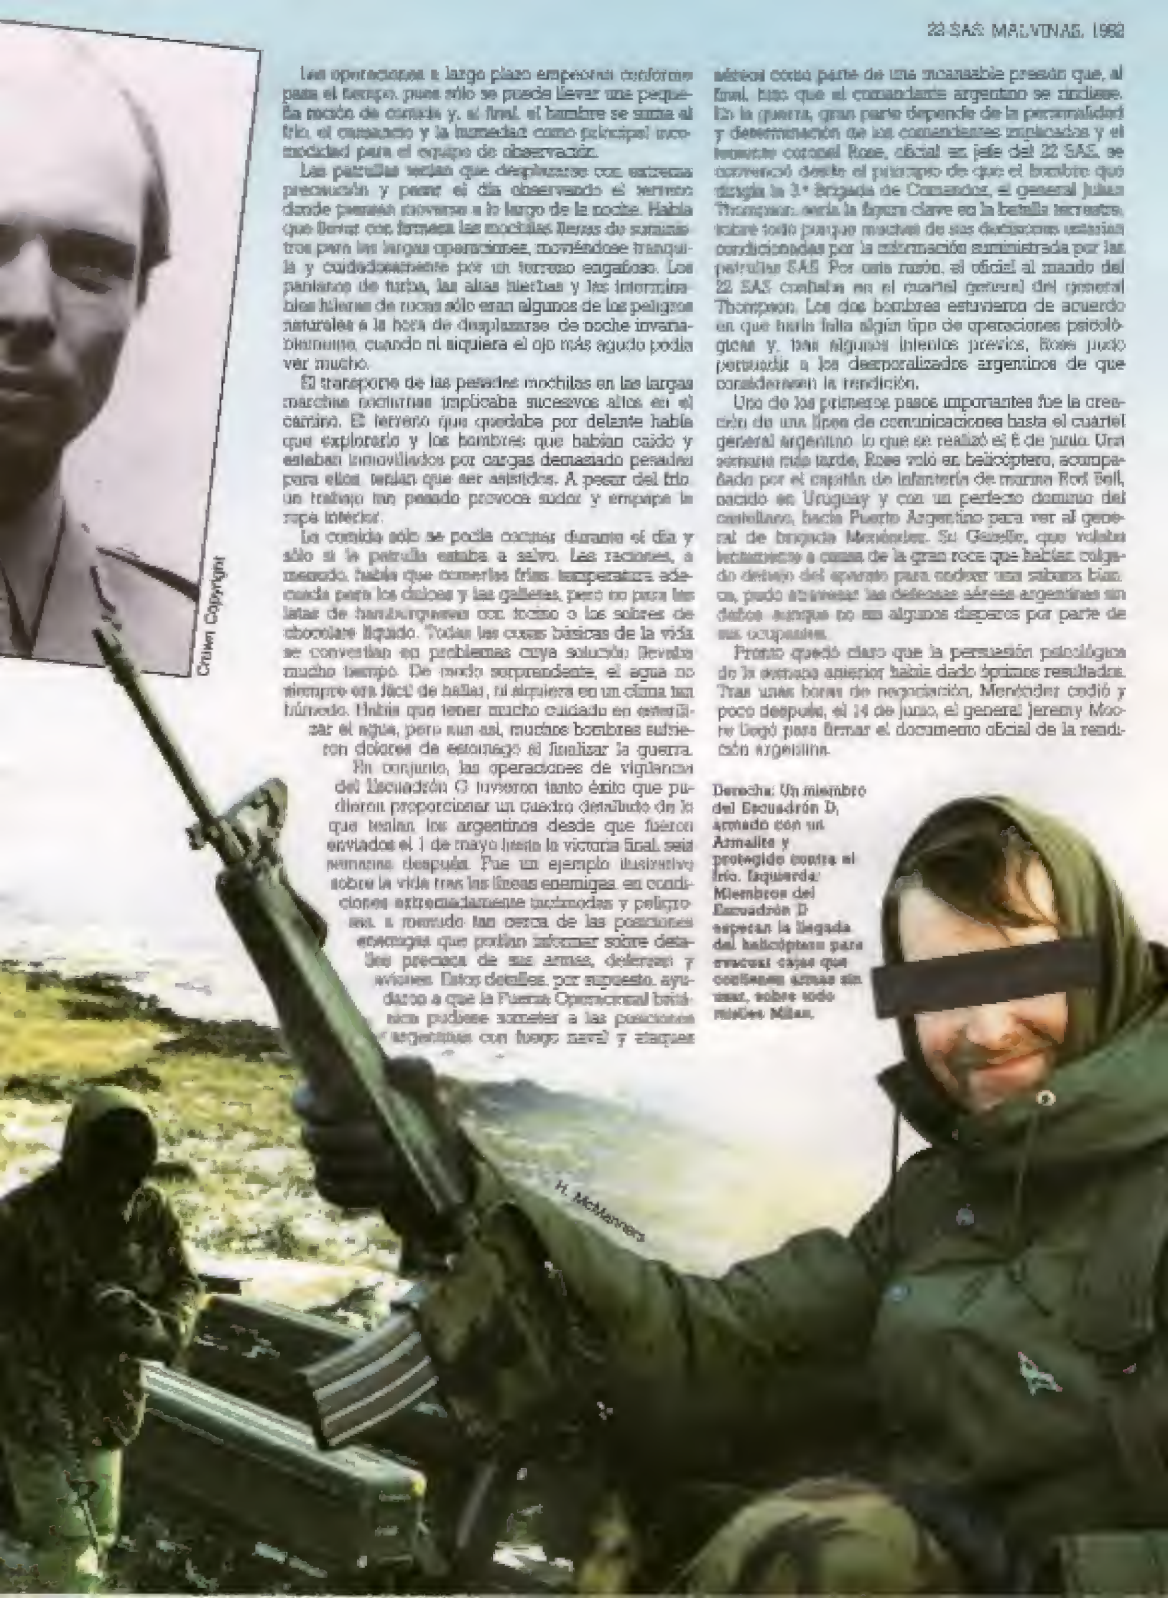 22 SAS: MALVINAS, 1982
Las operaciones a largo plazo empeoran conforme
pasa el tiempo, pues sólo se puede llevar una peque-
ña ración de comida y, al final, el hambre se suma al
frío, el cansancio y la humedad como principal inco-
modidad para el equipo de observación.
Las patrullas tenían que desplazarse con extrema
precaución y pasar el día observando el terreno
donde piensan moverse a lo largo de la noche. Había
que llevar con firmeza las mochilas llenas de suminis-
tros para las largas operaciones, moviéndose tranqui-
la y cuidadosamente por un terreno engañoso. Los
pantanos de turba, las altas hierbas y las intermina-
bles hileras de rocas sólo eran algunos de los peligros
naturales a la hora de desplazarse, de noche invaria-
blemente, cuando ni siquiera el ojo más agudo podía
ver mucho.
El transporte de las pesadas mochilas en las largas
marchas nocturnas implicaba sucesivos altos en el
camino. El terreno que quedaba por delante había
que explorarlo y los hombres que habían caído y
estaban inmovilizados por cargas demasiado pesadas
para ellos, tenían que ser asistidos. A pesar del frío,
un trabajo tan pesado provoca sudor y empapa la
ropa interior.
La comida sólo se podía cocinar durante el día y
sólo si la patrulla estaba a salvo. Las raciones, a
menudo, había que comerlas frías, temperatura ade-
cuada para los dulces y las galletas, pero no para las
latas de hamburguesas con tocino o los sobres de
chocolate líquido. Todas las cosas básicas de la vida
se convertían en problemas cuya solución llevaba
mucho tiempo. De modo sorprendente, el agua no
siempre era fácil de hallar, ni siquiera en un clima tan
húmedo. Había que tener mucho cuidado en esterili-
zar el agua, pero aun así, muchos hombres sufrie-
ron dolores de estómago al finalizar la guerra.
En conjunto, las operaciones de vigilancia
del Escuadrón G tuvieron tanto éxito que pu-
dieron proporcionar un cuadro detallado de lo
que tenían los argentinos desde que fueron
enviados el 1 de mayo hasta la victoria final, seis
semanas después. Fue un ejemplo ilustrativo
sobre la vida tras las líneas enemigas, en condi-
ciones extremadamente incómodas y peligro-
sas, a menudo tan cerca de las posiciones
enemigas que podían informar sobre deta-
lles precisos de sus armas, defensas y
aviones. Estos detalles, por supuesto, ayu-
daron a que la Fuerza Operacional britá-
nica pudiese someter a las posiciones
argentinas con fuego naval y ataques
aéreos como parte de una incansable presión que, al
final, hizo que el comandante argentino se rindiese.
En la guerra, gran parte depende de la personalidad
y determinación de los comandantes implicados y el
teniente coronel Rose, oficial en jefe del 22 SAS, se
convenció desde el principio de que el hombre que
dirigía la 3.ª Brigada de Comandos, el general Julian
Thompson, sería la figura clave en la batalla terrestre,
sobre todo porque muchas de sus decisiones estarían
condicionadas por la información suministrada por las
patrullas SAS. Por esta razón, el oficial al mando del
22 SAS confiaba en el cuartel general del general
Thompson. Los dos hombres estuvieron de acuerdo
en que haría falta algún tipo de operaciones psicoló-
gicas y, tras algunos intentos previos, Rose pudo
persuadir a los desmoralizados argentinos de que
considerasen la rendición.
Uno de los primeros pasos importantes fue la crea-
ción de una línea de comunicaciones hasta el cuartel
general argentino, lo que se realizó el 6 de junio. Una
semana más tarde, Rose voló en helicóptero, acompa-
ñado por el capitán de infantería de marina Rod Bell,
nacido en Uruguay y con un perfecto dominio del
castellano, hacia Puerto Argentino para ver al gene-
ral de brigada Menéndez. Su Gazelle, que volaba
lentamente a causa de la gran roca que habían colga-
do debajo del aparato para ondear una sábana blan-
ca, pudo atravesar las defensas aéreas argentinas sin
daños aunque no sin algunos disparos por parte de
sus ocupantes.
Pronto quedó claro que la persuasión psicológica
de la semana anterior había dado óptimos resultados.
Tras unas horas de negociación, Menéndez cedió y
poco después, el 14 de junio, el general Jeremy Moo-
re llegó para firmar el documento oficial de la rendi-
ción argentina.
Derecha: Un miembro
del Escuadrón D,
armado con un
Armalite y
protegido contra el
frío. Izquierda:
Miembros del
Escuadrón D
esperan la llegada
del helicóptero para
evacuar cajas que
contienen armas sin
usar, sobre todo
misiles Milan.
Crown Copyright
H. McManners